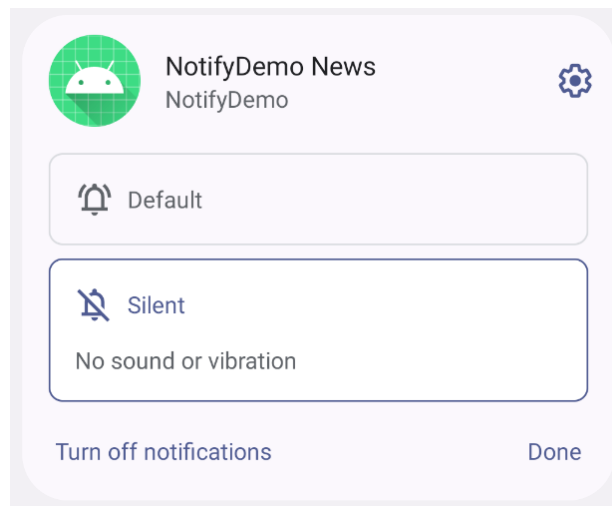 NotifyDemo News
NotifyDemo
Default
Silent
No sound or vibration
Turn off notifications
Done